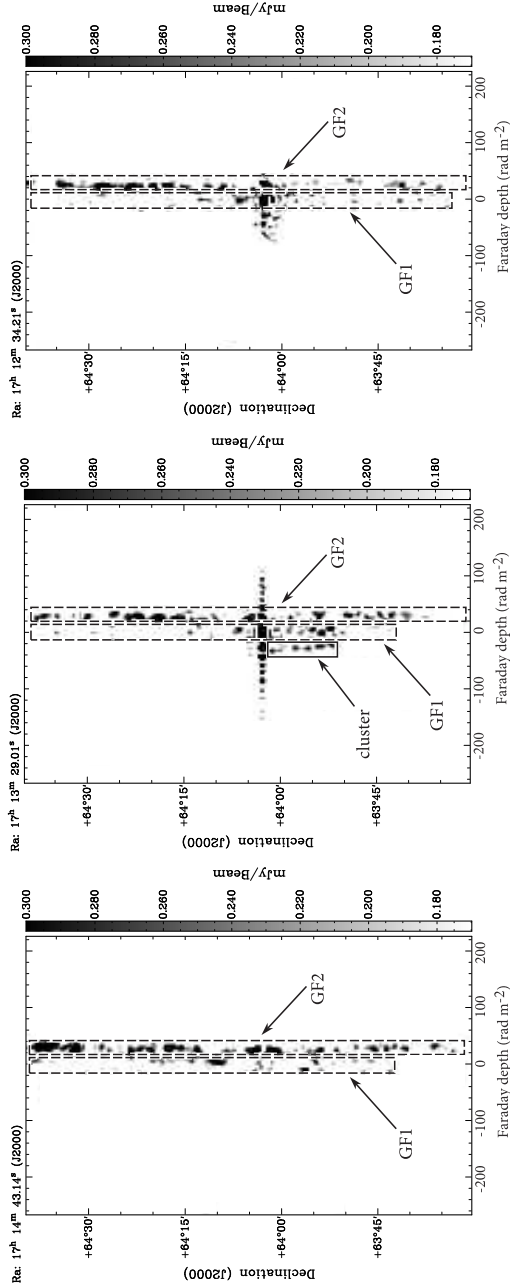 Ra: 17ʰ 12ᵐ 34.21ˢ (J2000)
0.300
0.280
0.260
0.240
0.220
0.200
0.180
mJy/Beam
+64°30'
+64°15'
+64°00'
+63°45'
Declination (J2000)
GF2
GF1
-200
-100
0
100
200
Faraday depth (rad m⁻²)
Ra: 17ʰ 13ᵐ 29.01ˢ (J2000)
0.300
0.280
0.260
0.240
0.220
0.200
0.180
mJy/Beam
+64°30'
+64°15'
+64°00'
+63°45'
Declination (J2000)
GF2
cluster
GF1
-200
-100
0
100
200
Faraday depth (rad m⁻²)
Ra: 17ʰ 14ᵐ 43.14ˢ (J2000)
0.300
0.280
0.260
0.240
0.220
0.200
0.180
mJy/Beam
+64°30'
+64°15'
+64°00'
+63°45'
Declination (J2000)
GF2
GF1
-200
-100
0
100
200
Faraday depth (rad m⁻²)